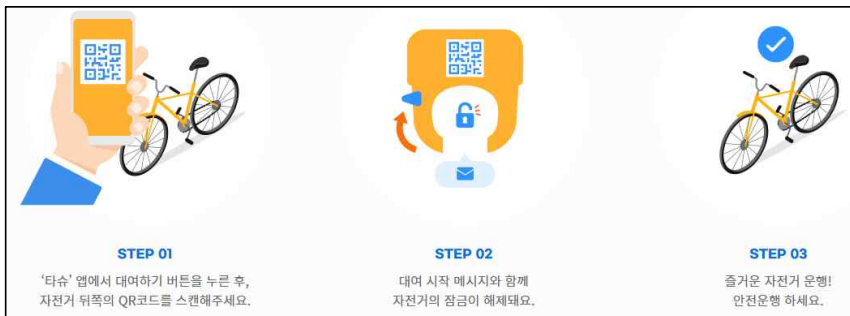 STEP 01
'타슈' 앱에서 대여하기 버튼을 누른 후,
자전거 뒤쪽의 QR코드를 스캔해주세요.
STEP 02
대여 시작 메시지와 함께
자전거의 잠금이 해제돼요.
STEP 03
즐거운 자전거 운행!
안전운행 하세요.